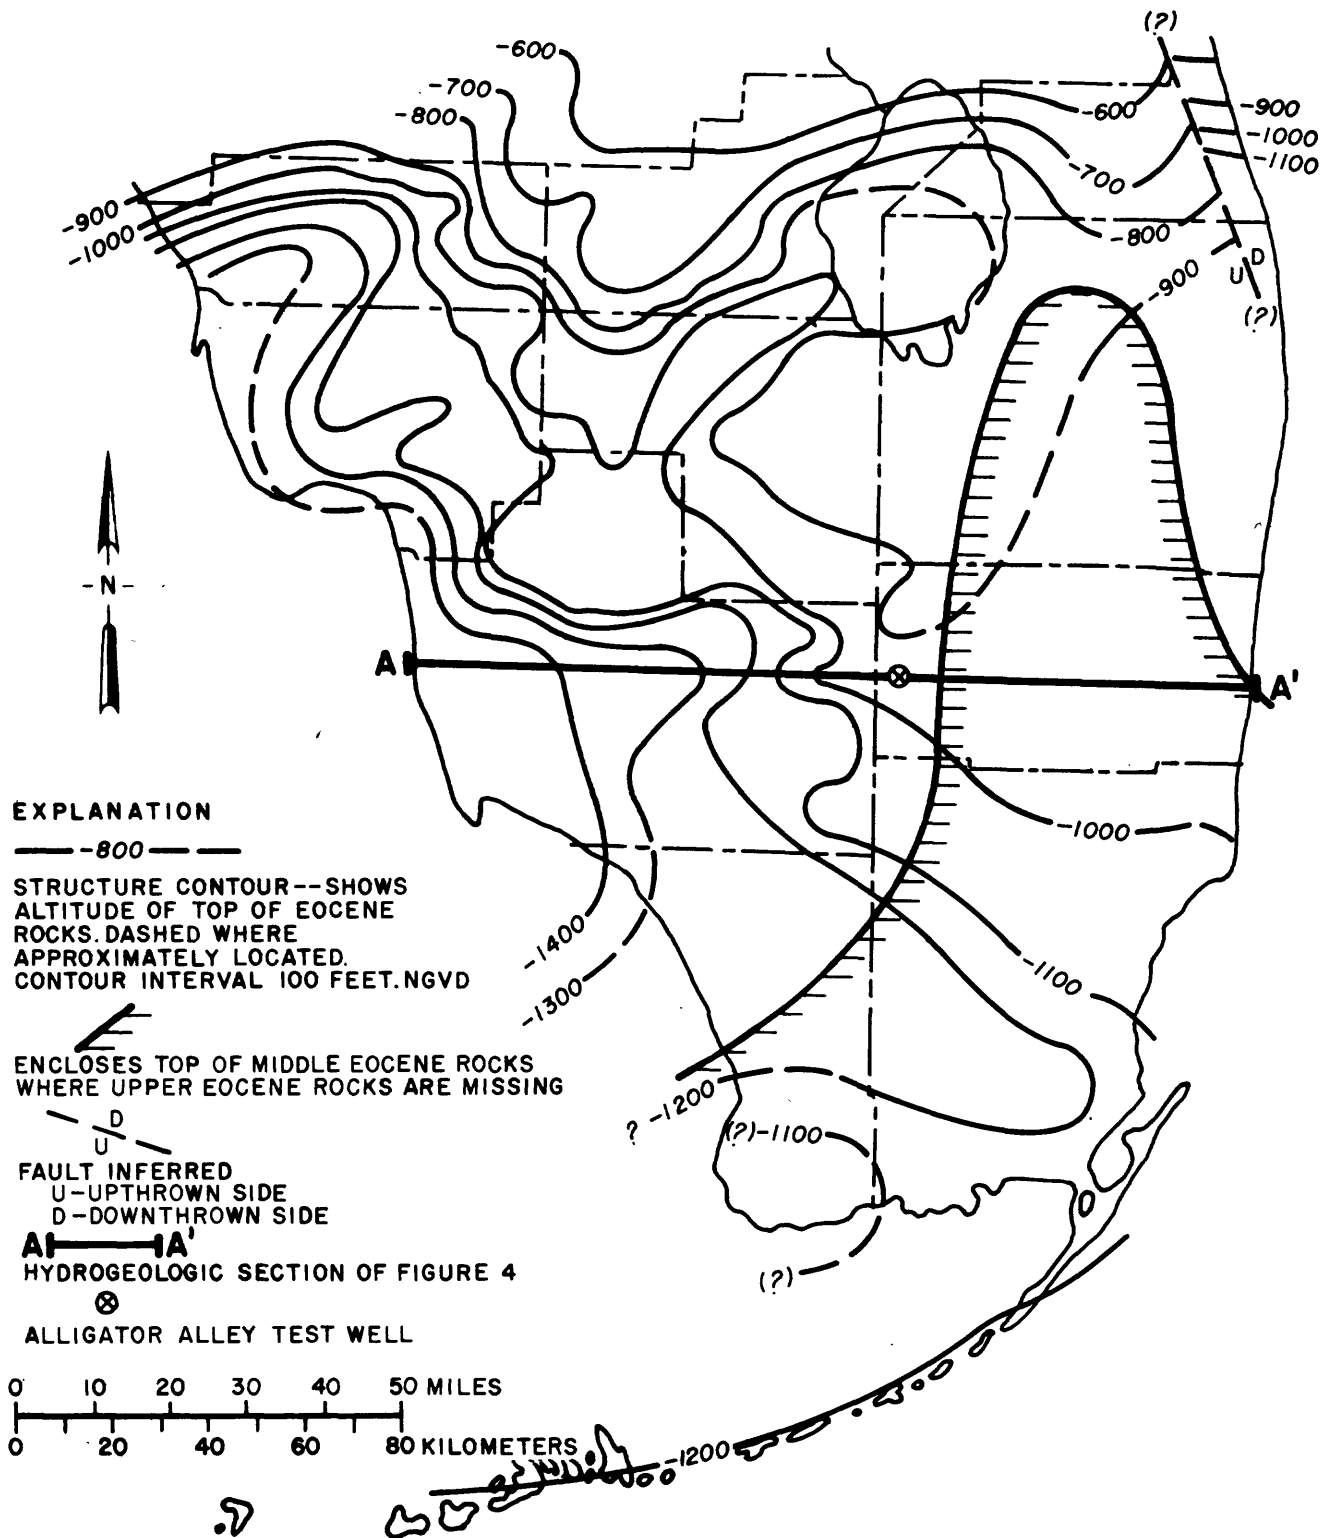 (?)
-600
-700
-800
-600
-900
-1000
-1100
-700
-900
-1000
-800
-900
U D
(?)
-N-
A
A'
EXPLANATION
-800
STRUCTURE CONTOUR--SHOWS
ALTITUDE OF TOP OF EOCENE
ROCKS. DASHED WHERE
APPROXIMATELY LOCATED.
CONTOUR INTERVAL 100 FEET. NGVD
-1000
-1400
-1300
-1100
ENCLOSES TOP OF MIDDLE EOCENE ROCKS
WHERE UPPER EOCENE ROCKS ARE MISSING
? -1200
(?)-1100
D
U
FAULT INFERRED
U-UPTHROWN SIDE
D-DOWNTHROWN SIDE
A A'
HYDROGEOLOGIC SECTION OF FIGURE 4
(?)
ALLIGATOR ALLEY TEST WELL
0 10 20 30 40 50 MILES
0 20 40 60 80 KILOMETERS
-1200